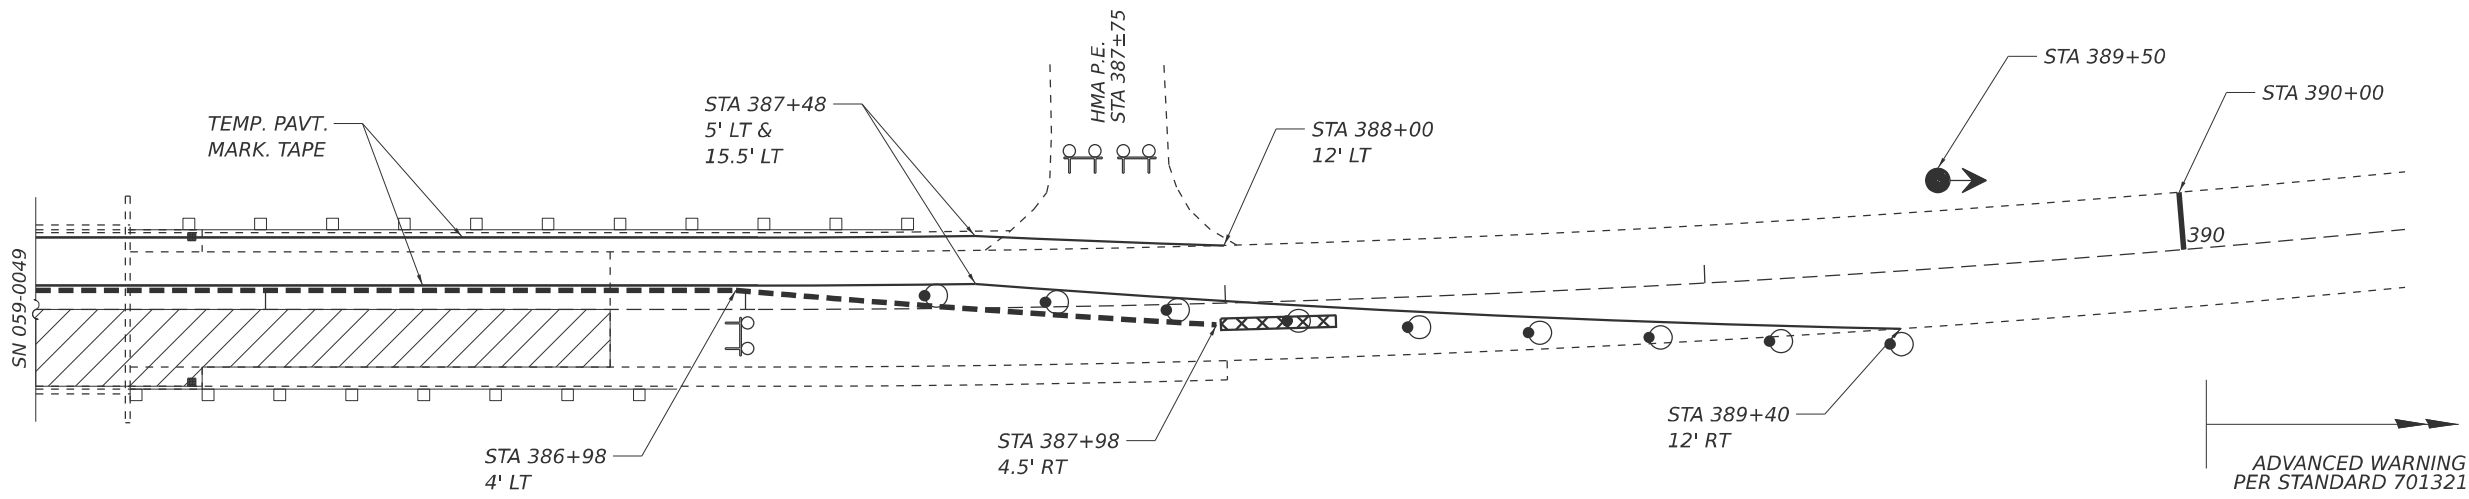 HMA P.E.
STA 387±75
STA 389+50
STA 390+00
STA 387+48
5' LT &
15.5' LT
TEMP. PAVT.
MARK. TAPE
STA 388+00
12' LT
390
SN 059-0049
STA 386+98
4' LT
STA 387+98
4.5' RT
STA 389+40
12' RT
ADVANCED WARNING
PER STANDARD 701321